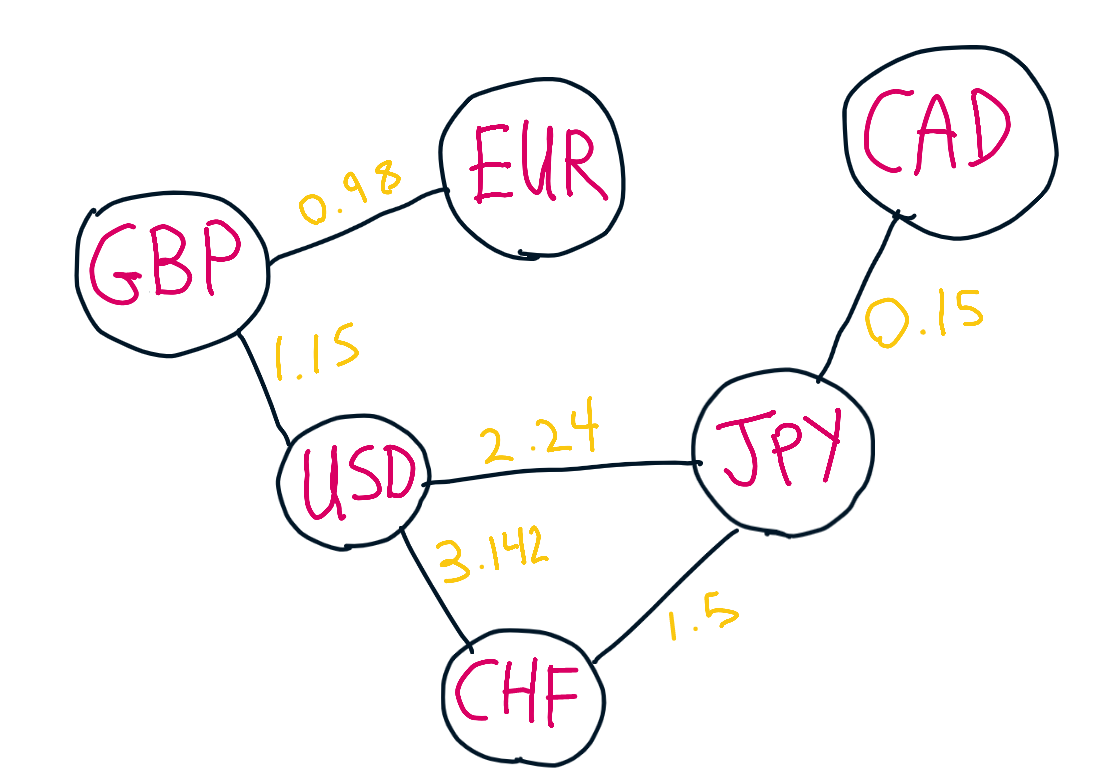 CAD
EUR
0.98
GBP
0.15
1.15
2.24
JPY
USD
3.142
1.5
CHF